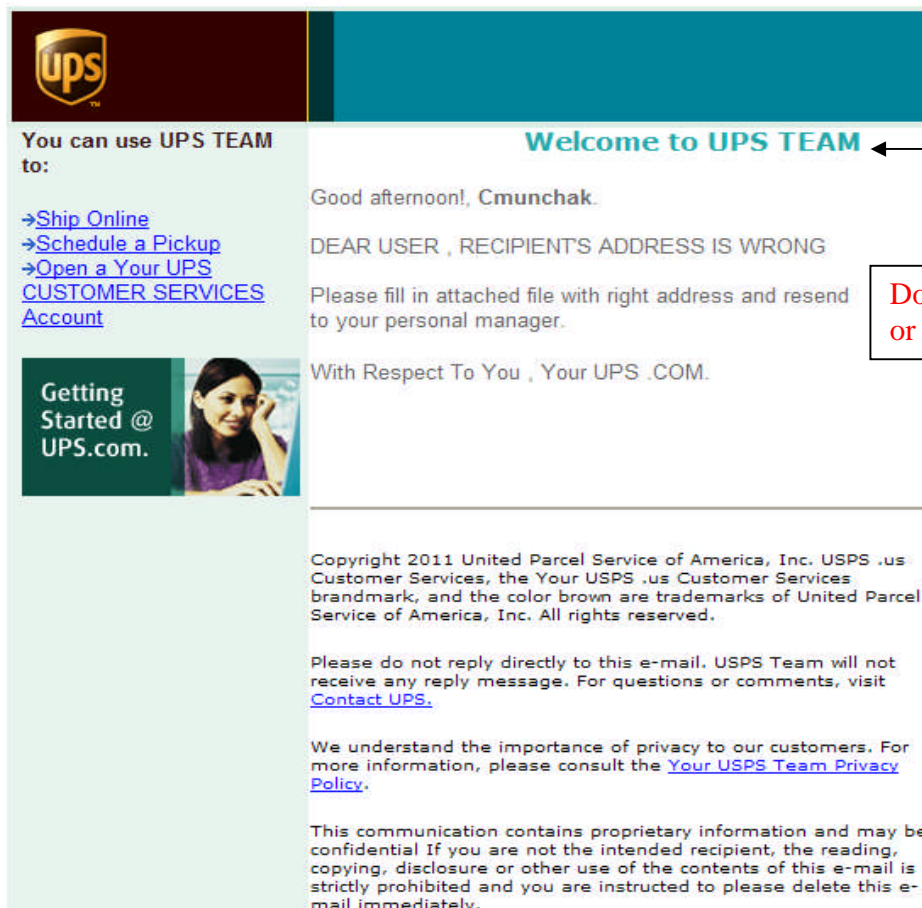 ups
TM
You can use UPS TEAM
to:
Ship Online
Schedule a Pickup
Open a Your UPS
CUSTOMER SERVICES
Account
Getting
Started @
UPS.com.
Welcome to UPS TEAM
Good afternoon!, Cmunchak.
DEAR USER , RECIPIENT'S ADDRESS IS WRONG
Please fill in attached file with right address and resend
to your personal manager.
With Respect To You , Your UPS .COM.
Do
or
Copyright 2011 United Parcel Service of America, Inc. USPS .us
Customer Services, the Your USPS .us Customer Services
brandmark, and the color brown are trademarks of United Parcel
Service of America, Inc. All rights reserved.
Please do not reply directly to this e-mail. USPS Team will not
receive any reply message. For questions or comments, visit
Contact UPS.
We understand the importance of privacy to our customers. For
more information, please consult the Your USPS Team Privacy
Policy.
This communication contains proprietary information and may be
confidential If you are not the intended recipient, the reading,
copying, disclosure or other use of the contents of this e-mail is
strictly prohibited and you are instructed to please delete this e-
mail immediately.